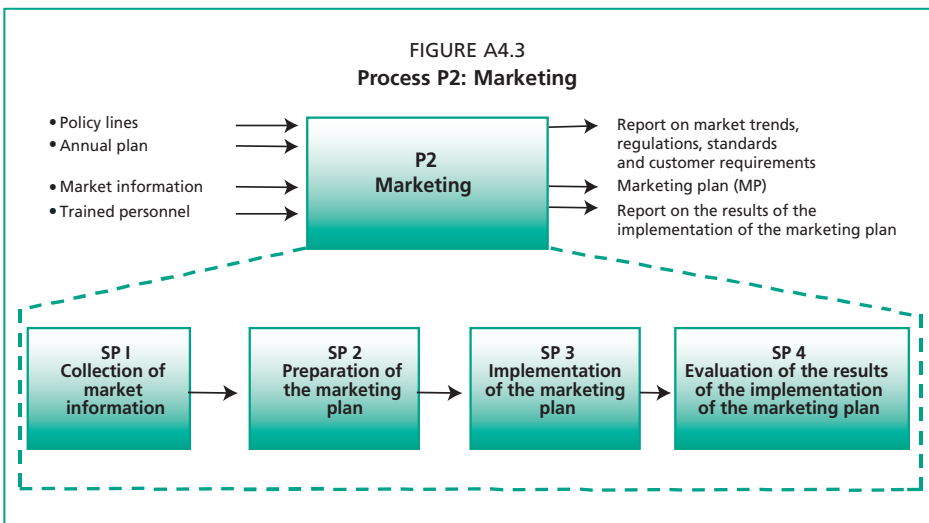 FIGURE A4.3
Process P2: Marketing
• Policy lines
• Annual plan
• Market information
• Trained personnel
P2
Marketing
Report on market trends,
regulations, standards
and customer requirements
Marketing plan (MP)
Report on the results of the
implementation of the marketing plan
SP I
Collection of
market
information
SP 2
Preparation of
the marketing
plan
SP 3
Implementation
of the marketing
plan
SP 4
Evaluation of the results
of the implementation
of the marketing plan